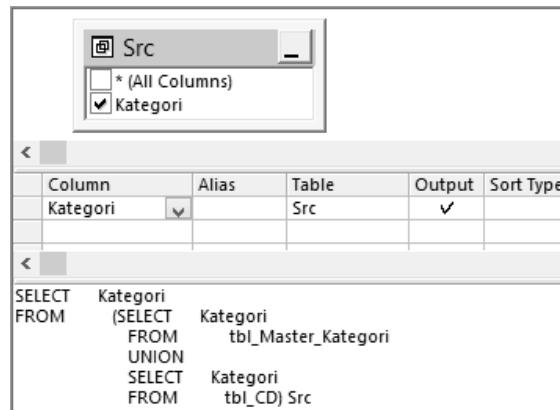 Src
* (All Columns)
Kategori
Column Alias Table Output Sort Type
Kategori Src
SELECT Kategori
FROM (SELECT Kategori
FROM tbl_Master_Kategori
UNION
SELECT Kategori
FROM tbl_CD) Src